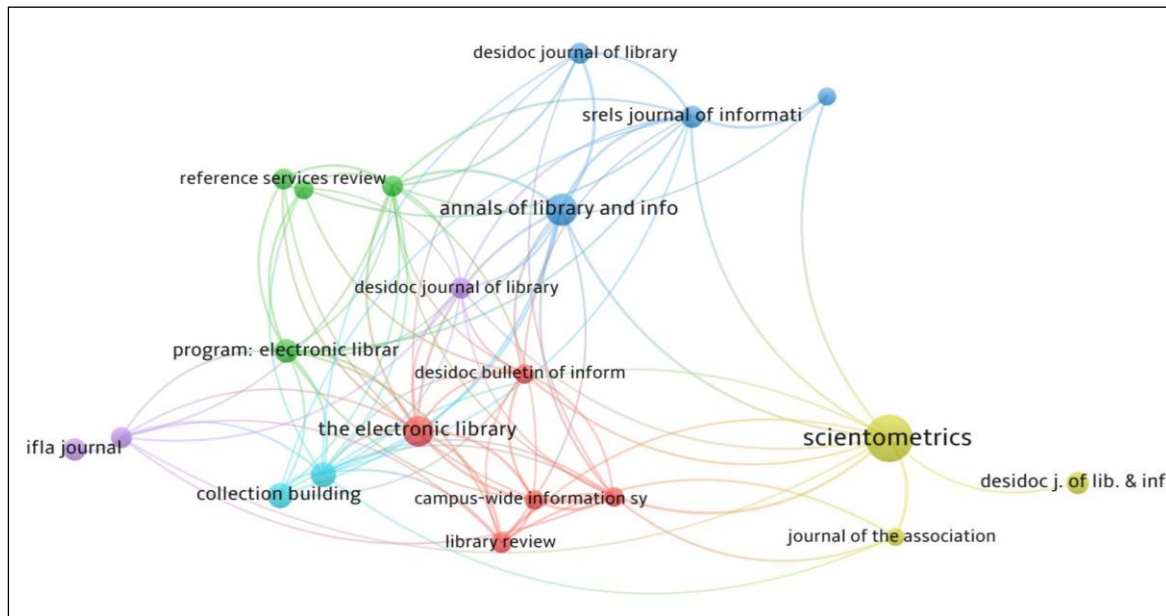 desidoc journal of library
srels journal of informati
reference services review
annals of library and info
desidoc journal of library
program: electronic librar
desidoc bulletin of inform
the electronic library
scientometrics
ifla journal
desidoc j. of lib. & inf
collection building
campus-wide information sy
journal of the association
library review